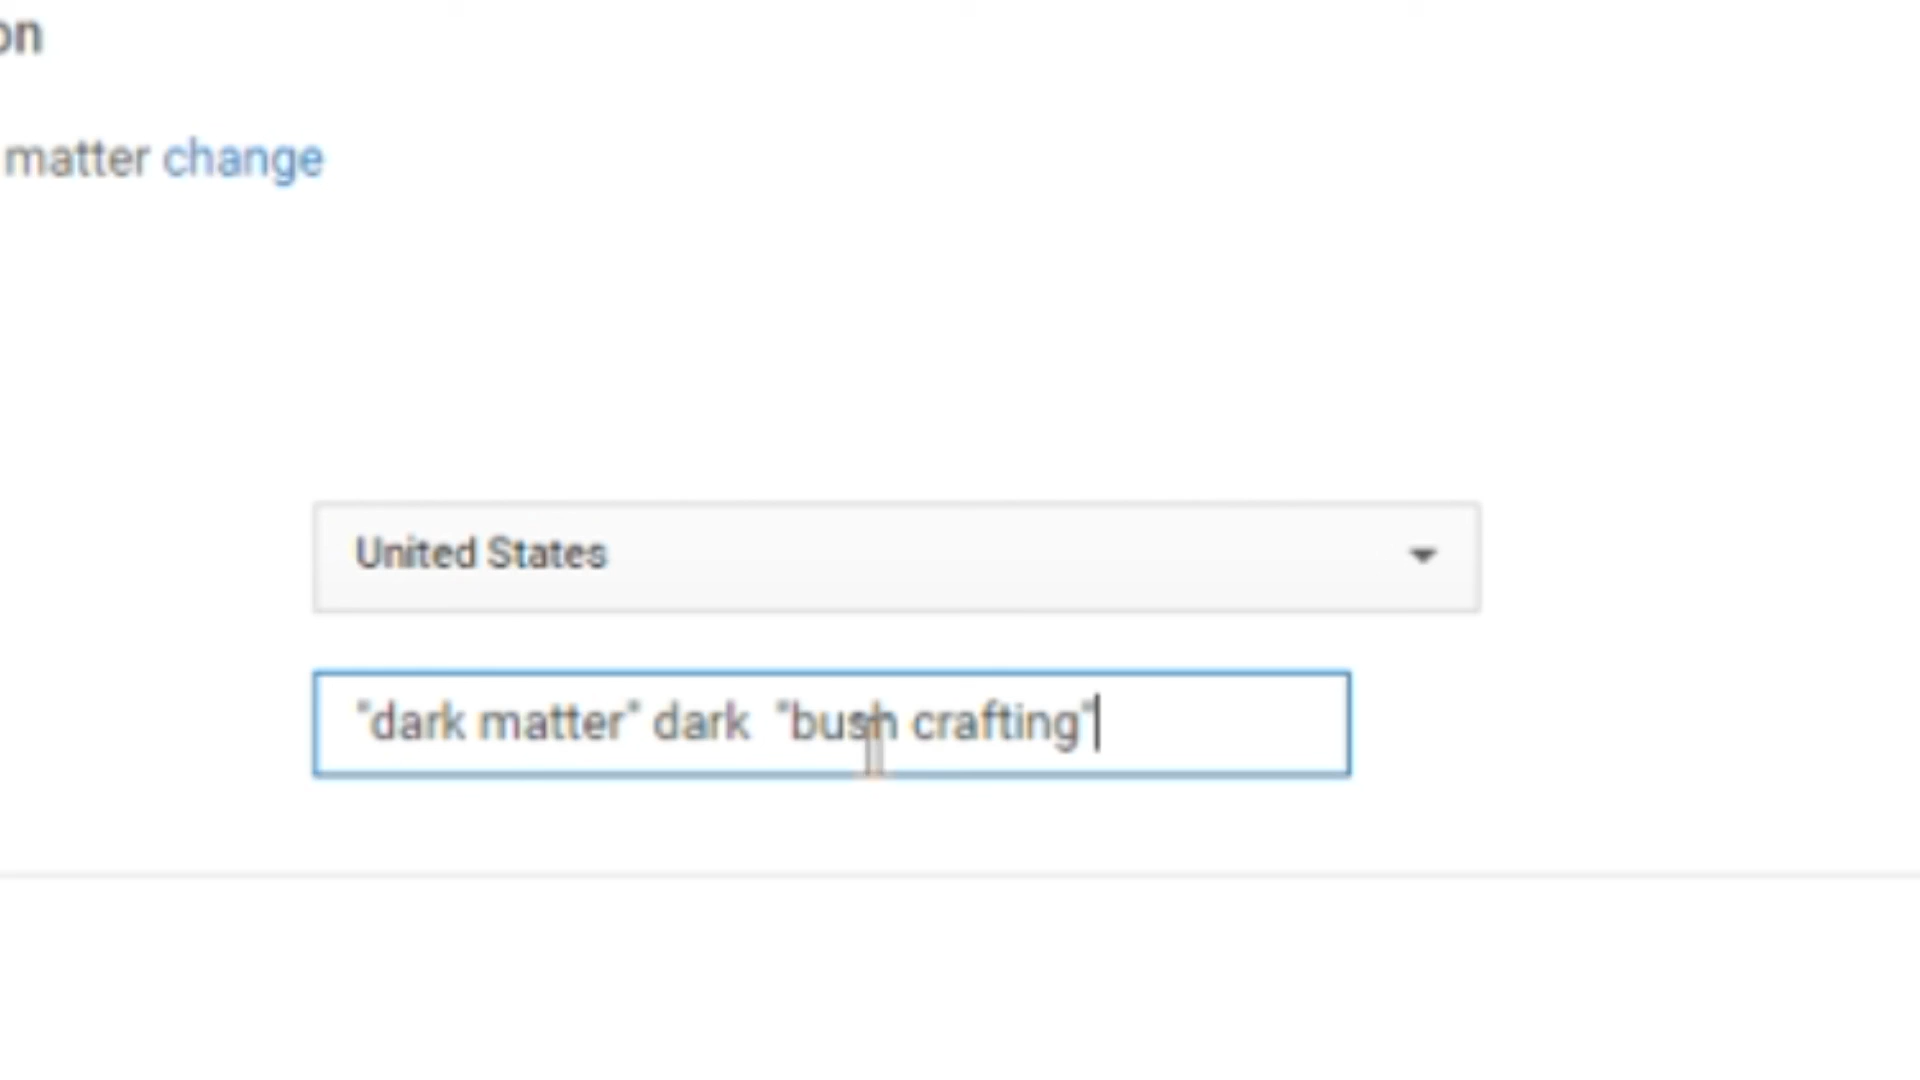 on
matter change
United States
"dark matter" dark  "bush crafting"